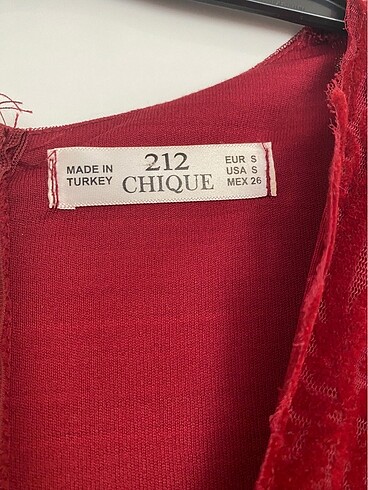 MADE IN
TURKEY
212
CHIQUE
EUR S
USA S
MEX 26